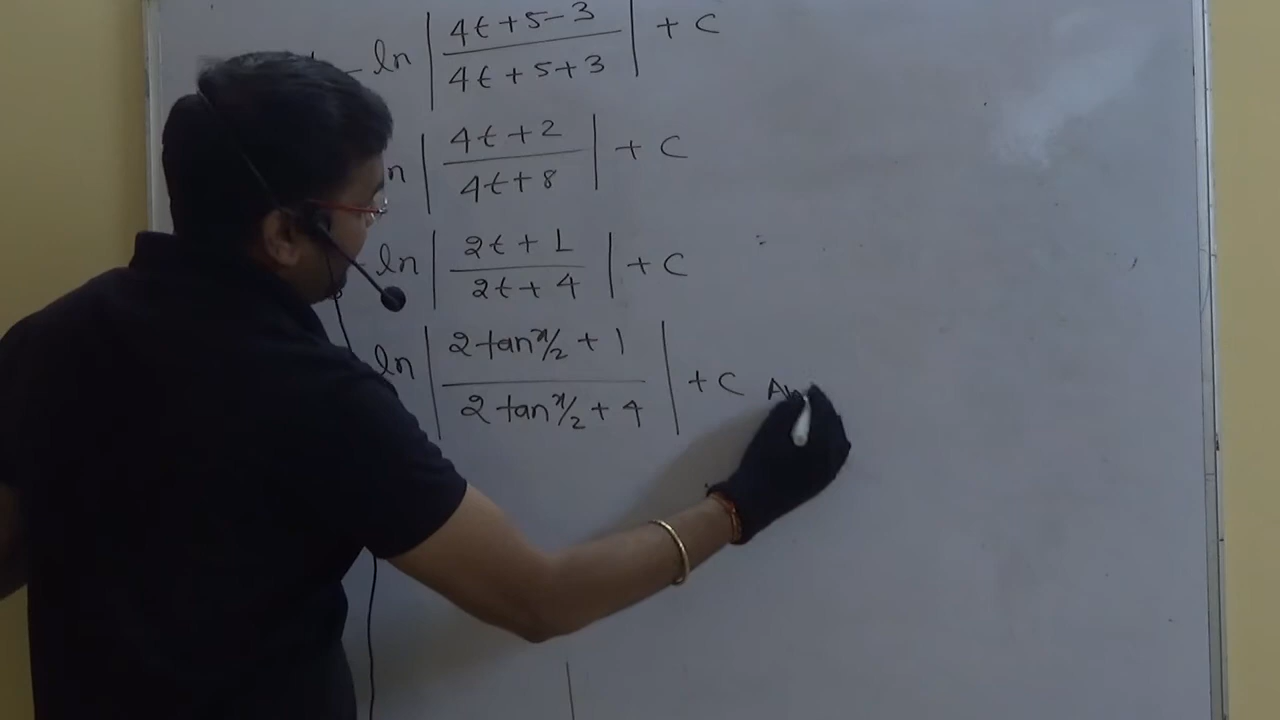 - ln | 4t+5-3 / 4t+5+3 | + C
n | 4t+2 / 4t+8 | + C
- ln | 2t+1 / 2t+4 | + C
ln | 2 tan x/2 + 1 / 2 tan x/2 + 4 | + C